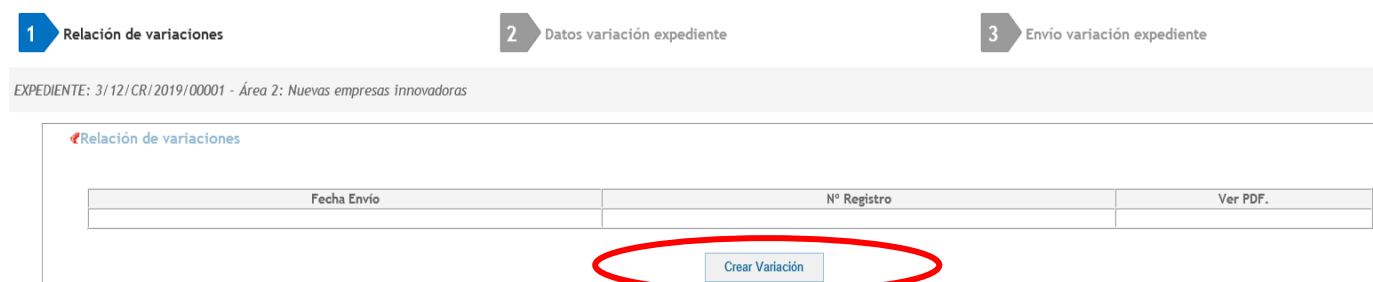 1 Relación de variaciones
2 Datos variación expediente
3 Envío variación expediente
EXPEDIENTE: 3/12/CR/2019/00001 - Área 2: Nuevas empresas innovadoras
Relación de variaciones
Fecha Envío Nº Registro Ver PDF.
Crear Variación